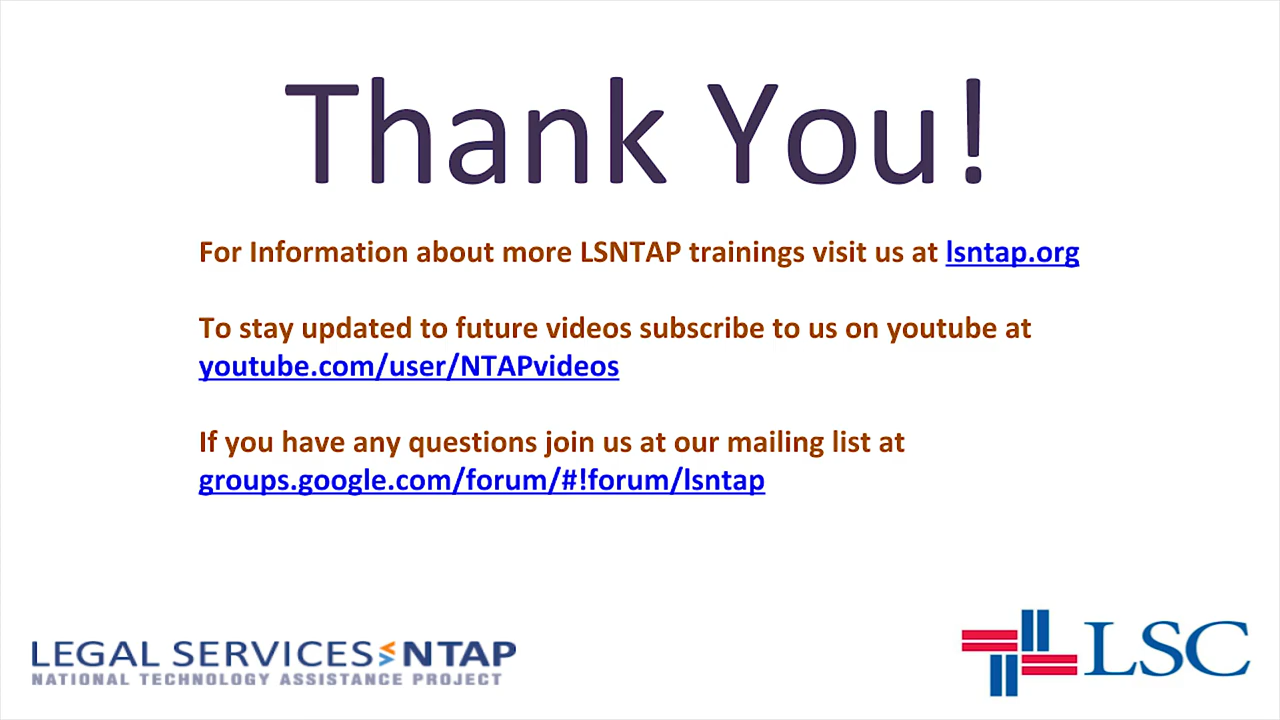 Thank You!
For Information about more LSNTAP trainings visit us at lsntap.org
To stay updated to future videos subscribe to us on youtube at
youtube.com/user/NTAPvideos
If you have any questions join us at our mailing list at
groups.google.com/forum/#!forum/lsntap
LEGAL SERVICES NTAP
NATIONAL TECHNOLOGY ASSISTANCE PROJECT
LSC